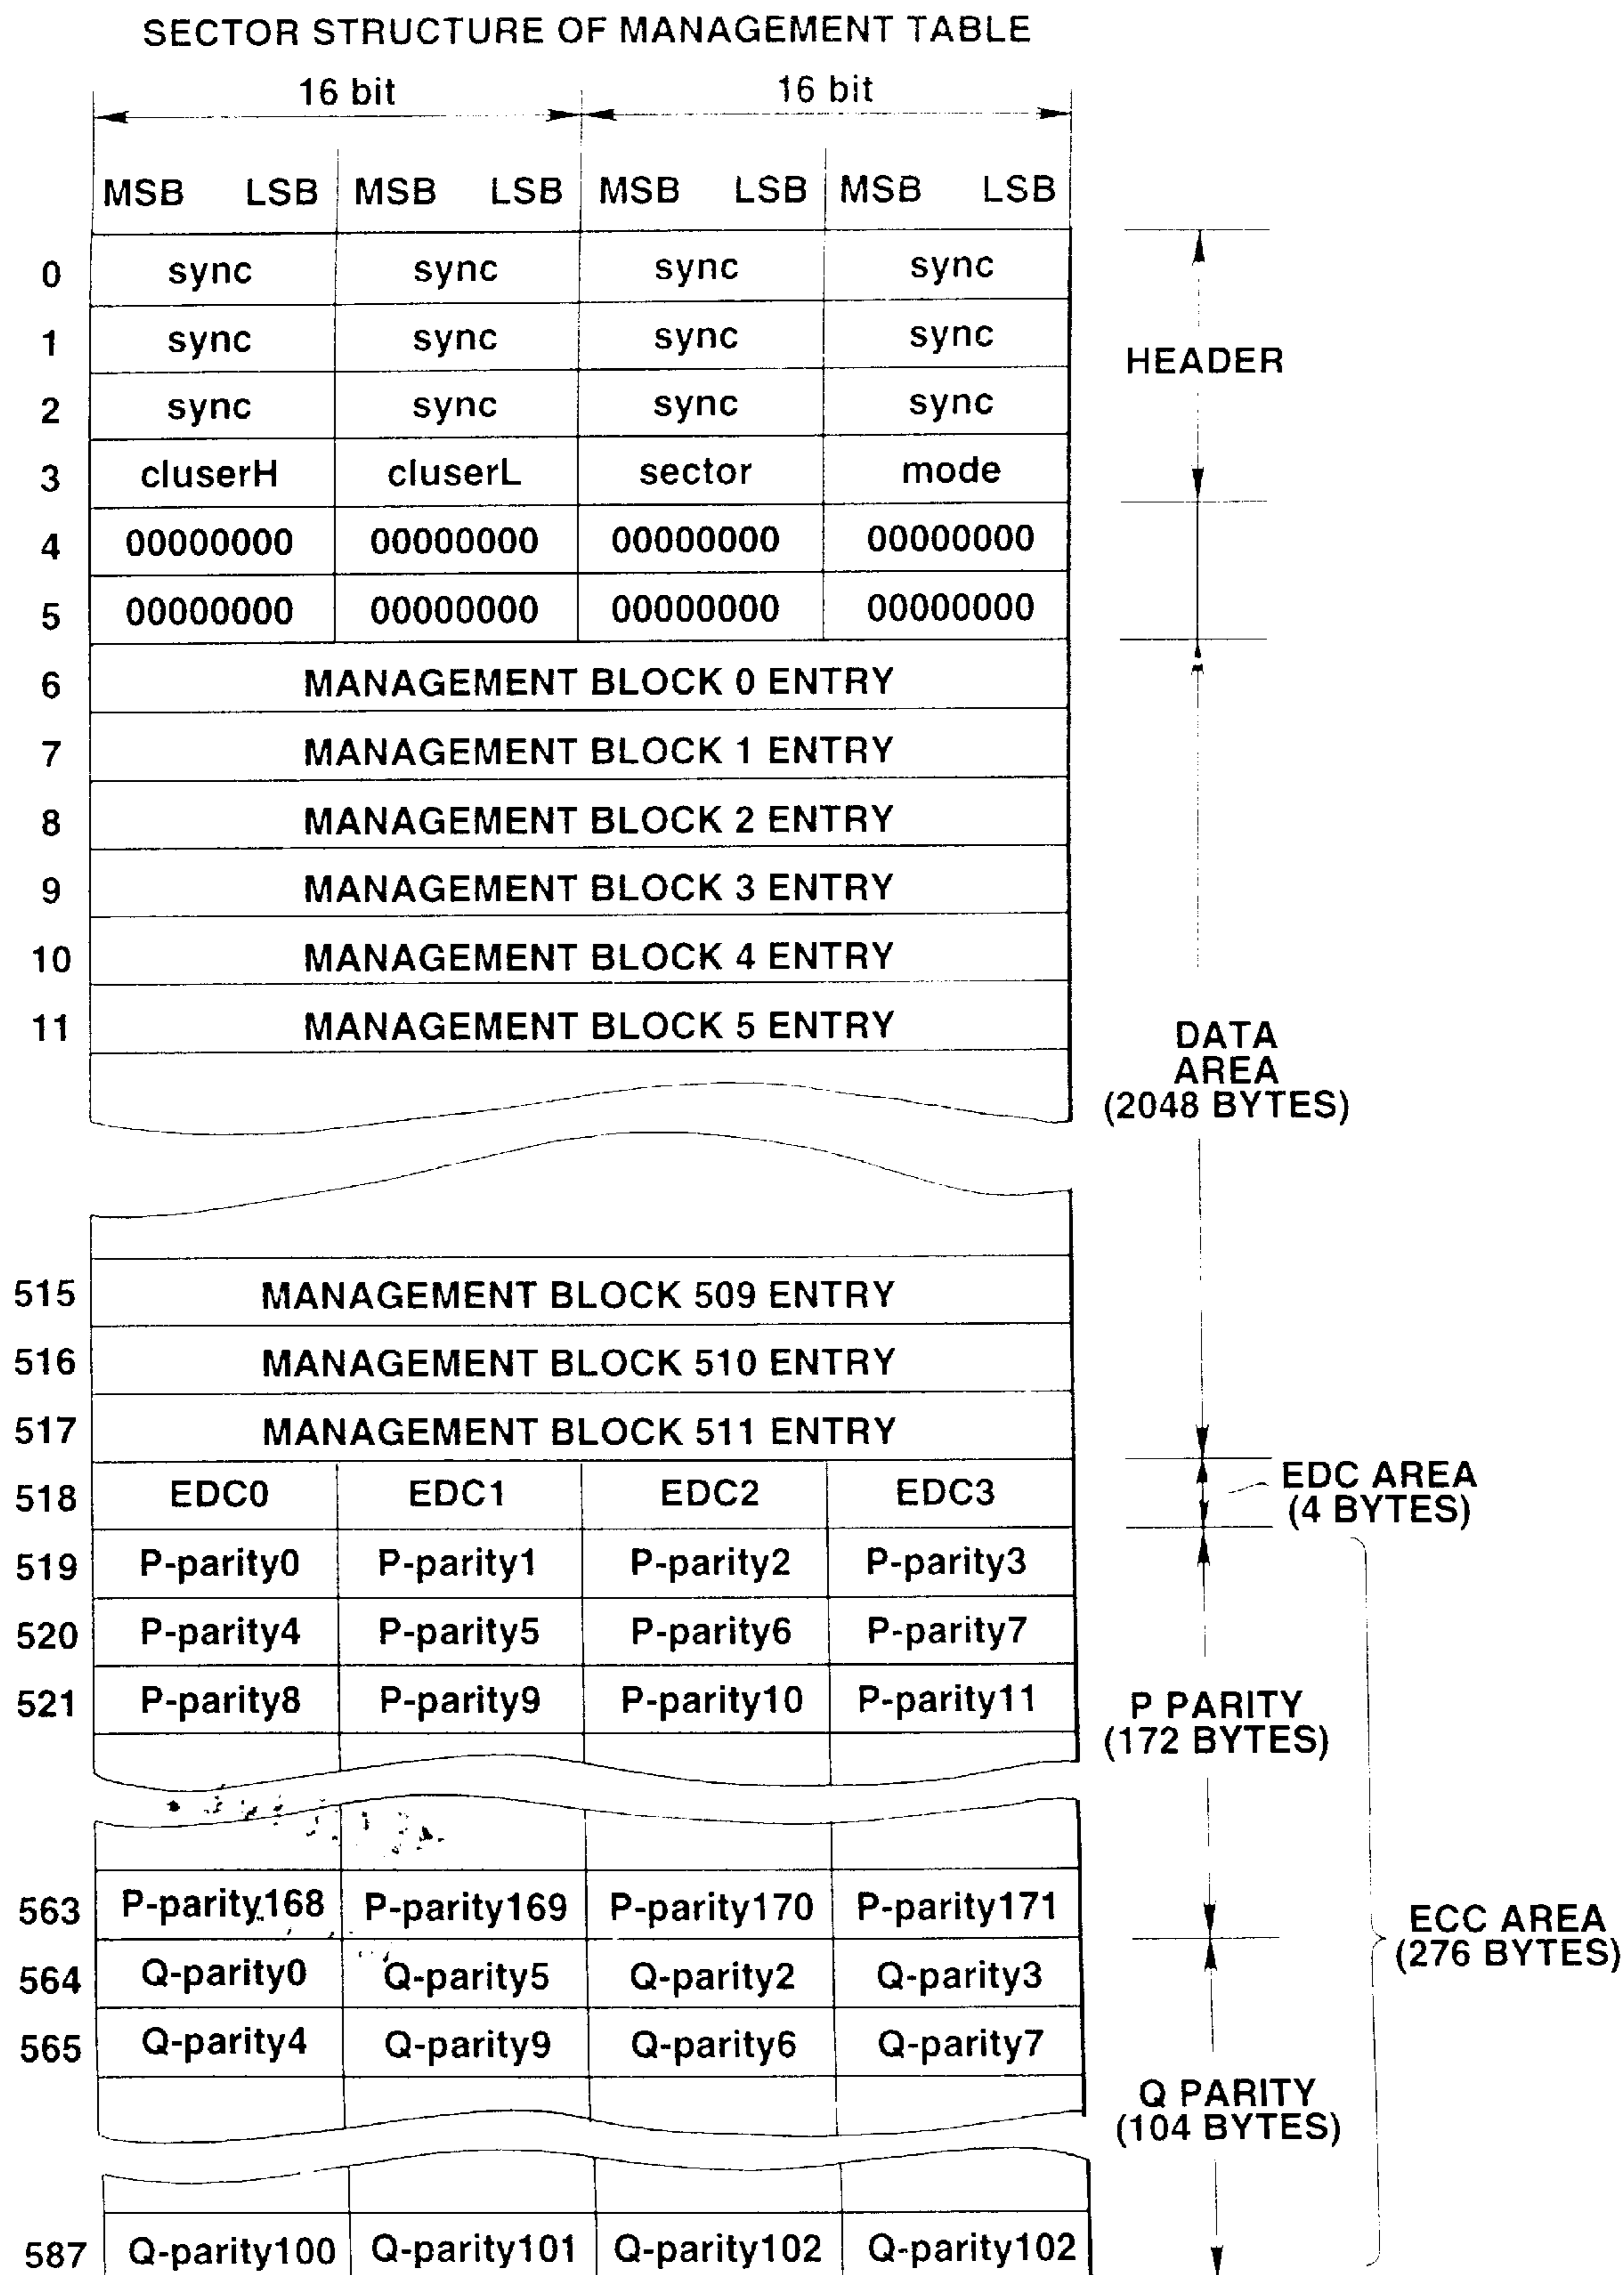 SECTOR STRUCTURE OF MANAGEMENT TABLE
16 bit 16 bit
MSB LSB MSB LSB MSB LSB MSB LSB
0 sync sync sync sync
1 sync sync sync sync
HEADER
2 sync sync sync sync
3 cluserH cluserL sector mode
4 00000000 00000000 00000000 00000000
5 00000000 00000000 00000000 00000000
6 MANAGEMENT BLOCK 0 ENTRY
7 MANAGEMENT BLOCK 1 ENTRY
8 MANAGEMENT BLOCK 2 ENTRY
9 MANAGEMENT BLOCK 3 ENTRY
10 MANAGEMENT BLOCK 4 ENTRY
11 MANAGEMENT BLOCK 5 ENTRY
DATA
AREA
(2048 BYTES)
515 MANAGEMENT BLOCK 509 ENTRY
516 MANAGEMENT BLOCK 510 ENTRY
517 MANAGEMENT BLOCK 511 ENTRY
518 EDC0 EDC1 EDC2 EDC3
EDC AREA
(4 BYTES)
519 P-parity0 P-parity1 P-parity2 P-parity3
520 P-parity4 P-parity5 P-parity6 P-parity7
521 P-parity8 P-parity9 P-parity10 P-parity11
P PARITY
(172 BYTES)
563 P-parity168 P-parity169 P-parity170 P-parity171
ECC AREA
(276 BYTES)
564 Q-parity0 Q-parity5 Q-parity2 Q-parity3
565 Q-parity4 Q-parity9 Q-parity6 Q-parity7
Q PARITY
(104 BYTES)
587 Q-parity100 Q-parity101 Q-parity102 Q-parity102